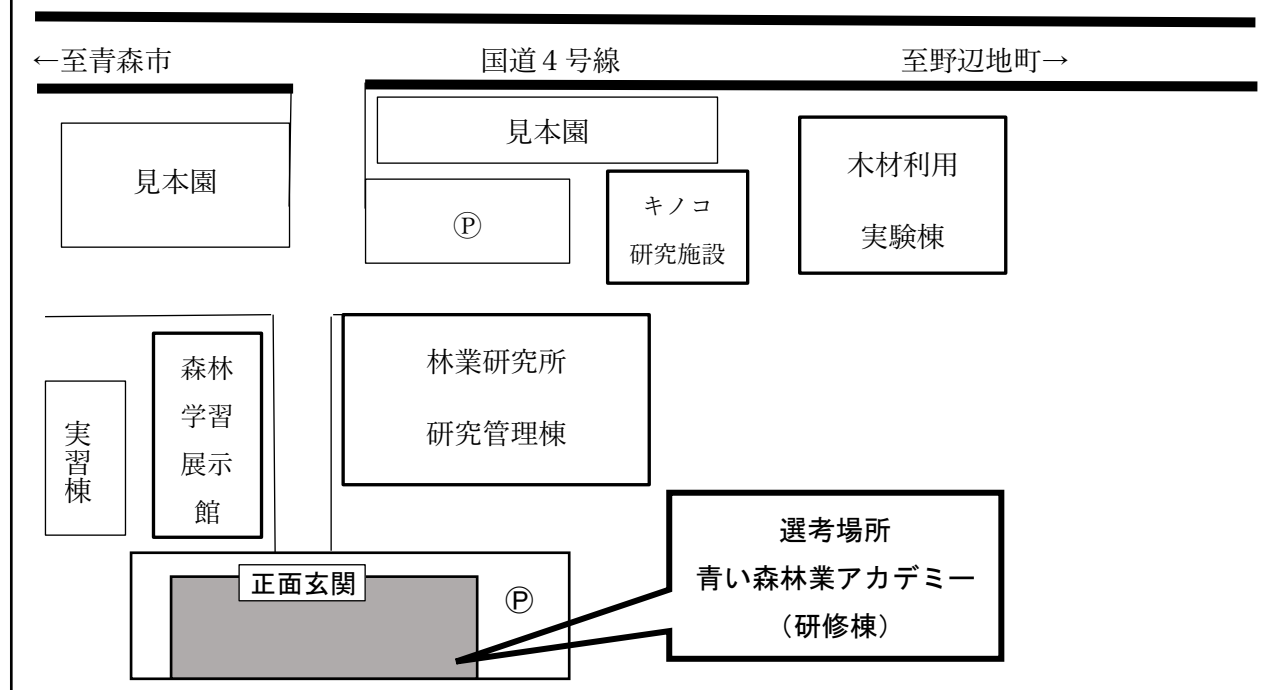 ←至青森市
国道4号線
至野辺地町→
見本園
見本園
木材利用
実験棟
Ⓟ
キノコ
研究施設
森林
学習
展示
館
林業研究所
研究管理棟
実習棟
選考場所
青い森林業アカデミー
（研修棟）
正面玄関
Ⓟ